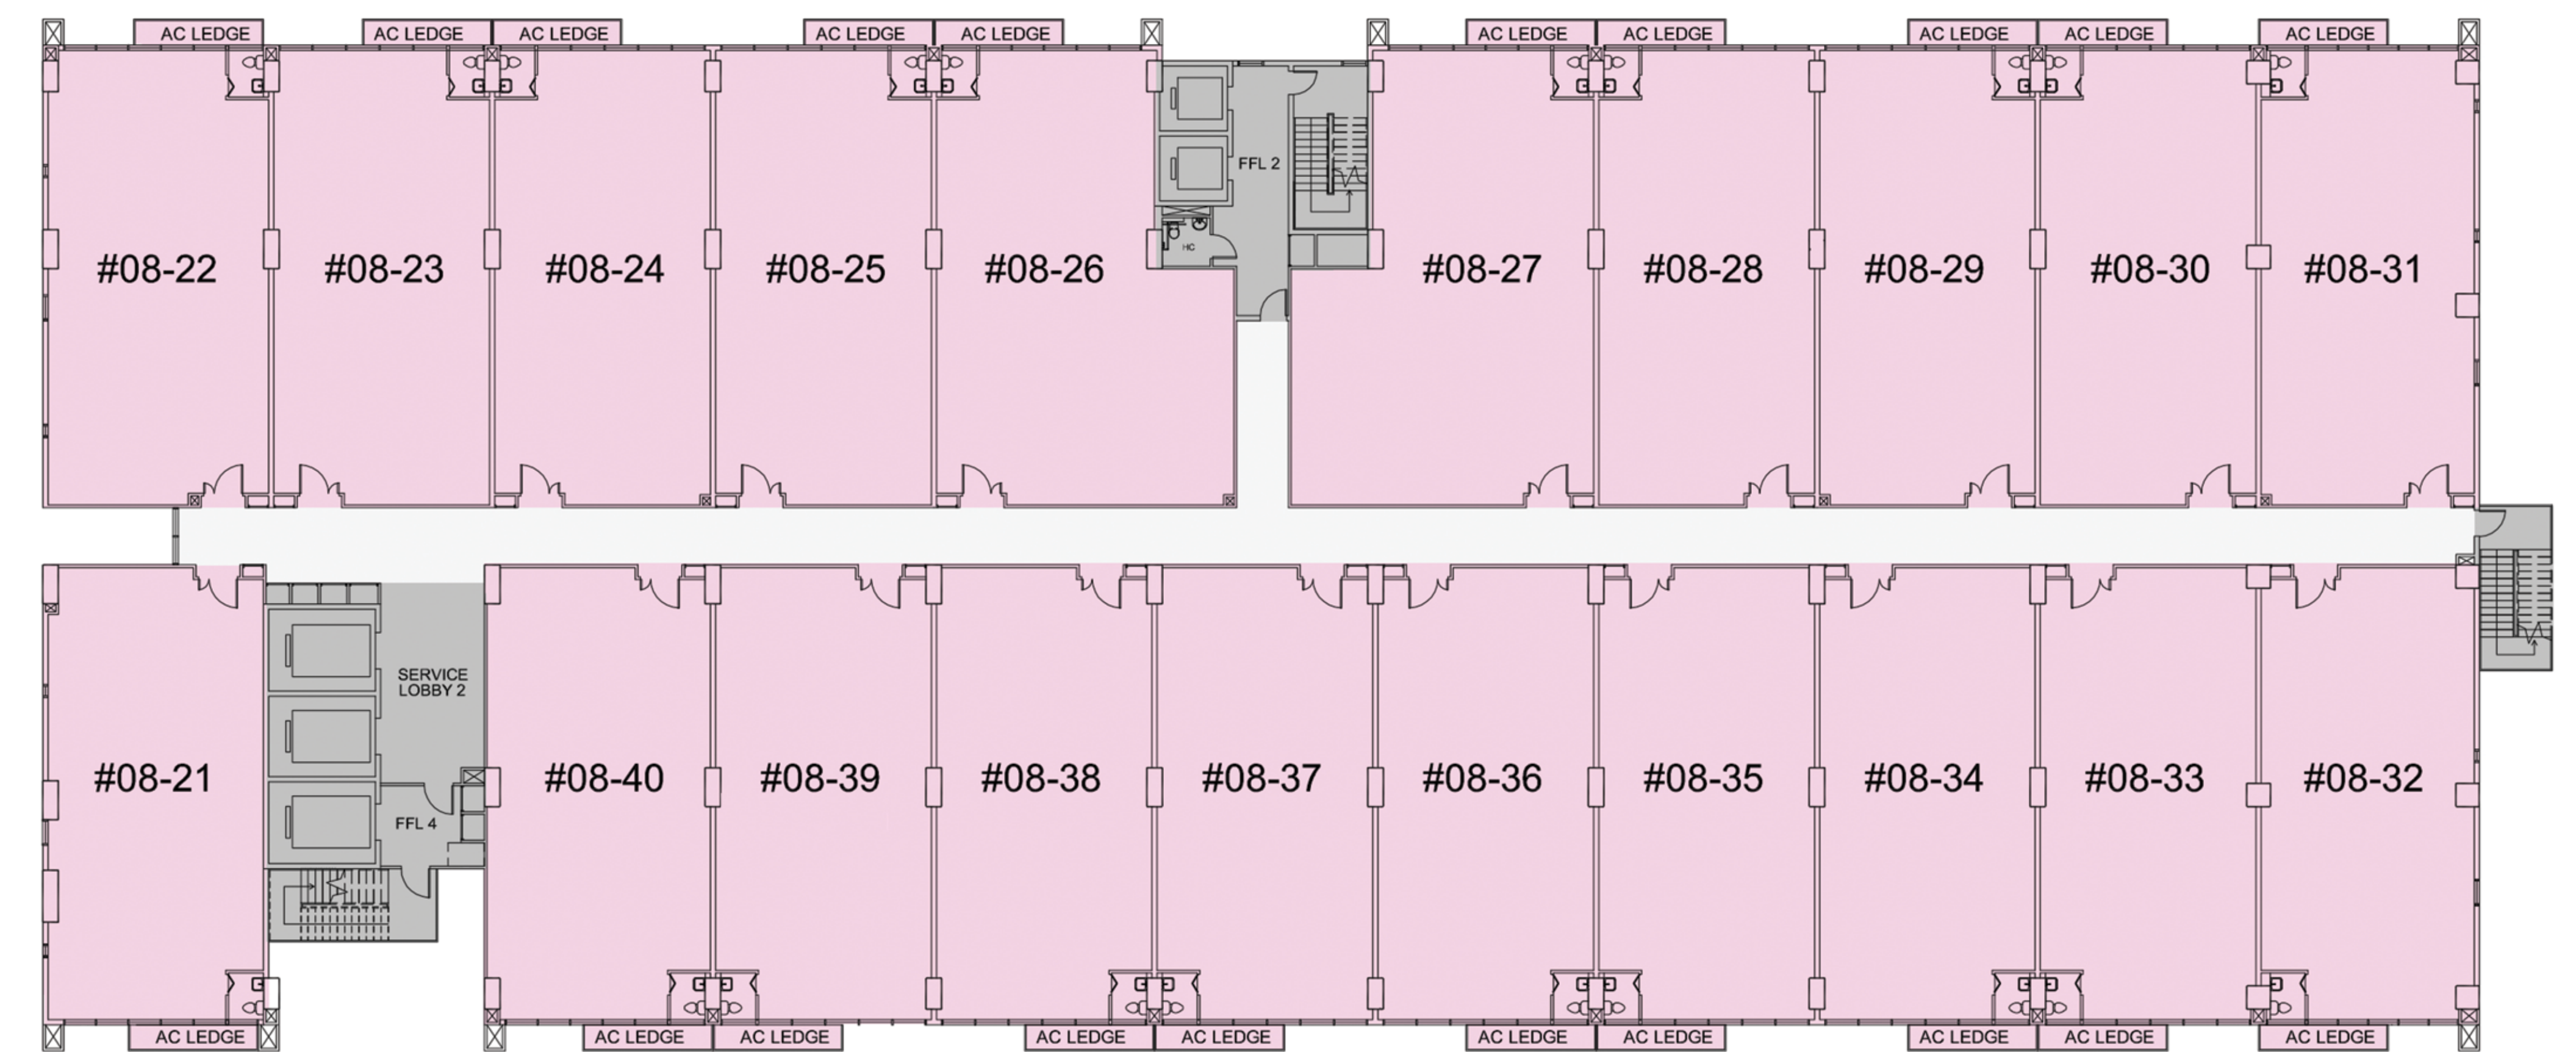 AC LEDGE
AC LEDGE
AC LEDGE
AC LEDGE
AC LEDGE
AC LEDGE
AC LEDGE
AC LEDGE
AC LEDGE
AC LEDGE
FFL 2
HC
#08-22
#08-23
#08-24
#08-25
#08-26
#08-27
#08-28
#08-29
#08-30
#08-31
SERVICE
LOBBY 2
#08-21
#08-40
#08-39
#08-38
#08-37
#08-36
#08-35
#08-34
#08-33
#08-32
FFL 4
AC LEDGE
AC LEDGE
AC LEDGE
AC LEDGE
AC LEDGE
AC LEDGE
AC LEDGE
AC LEDGE
AC LEDGE
AC LEDGE